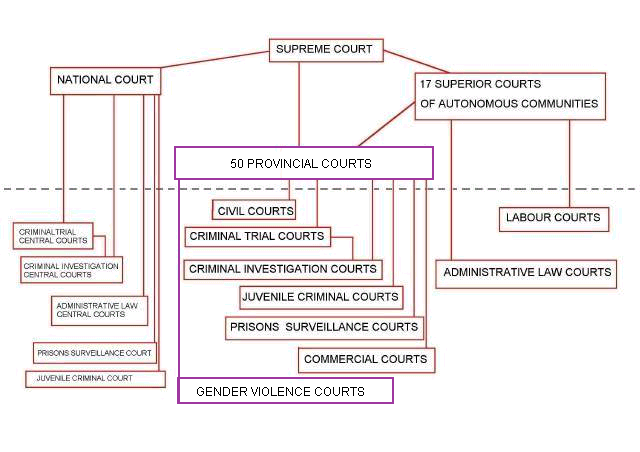 SUPREME COURT
NATIONAL COURT
17 SUPERIOR COURTS
OF AUTONOMOUS COMMUNITIES
50 PROVINCIAL COURTS
CIVIL COURTS
LABOUR COURTS
CRIMINALTRIAL
CENTRAL COURTS
CRIMINAL TRIAL COURTS
CRIMINAL INVESTIGATION
CENTRAL COURTS
CRIMINAL INVESTIGATION COURTS
ADMINISTRATIVE LAW COURTS
ADMINISTRATIVE LAW
CENTRAL COURTS
JUVENILE CRIMINAL COURTS
PRISONS SURVEILLANCE COURTS
PRISONS SURVEILLANCE COURT
COMMERCIAL COURTS
JUVENILE CRIMINAL COURT
GENDER VIOLENCE COURTS